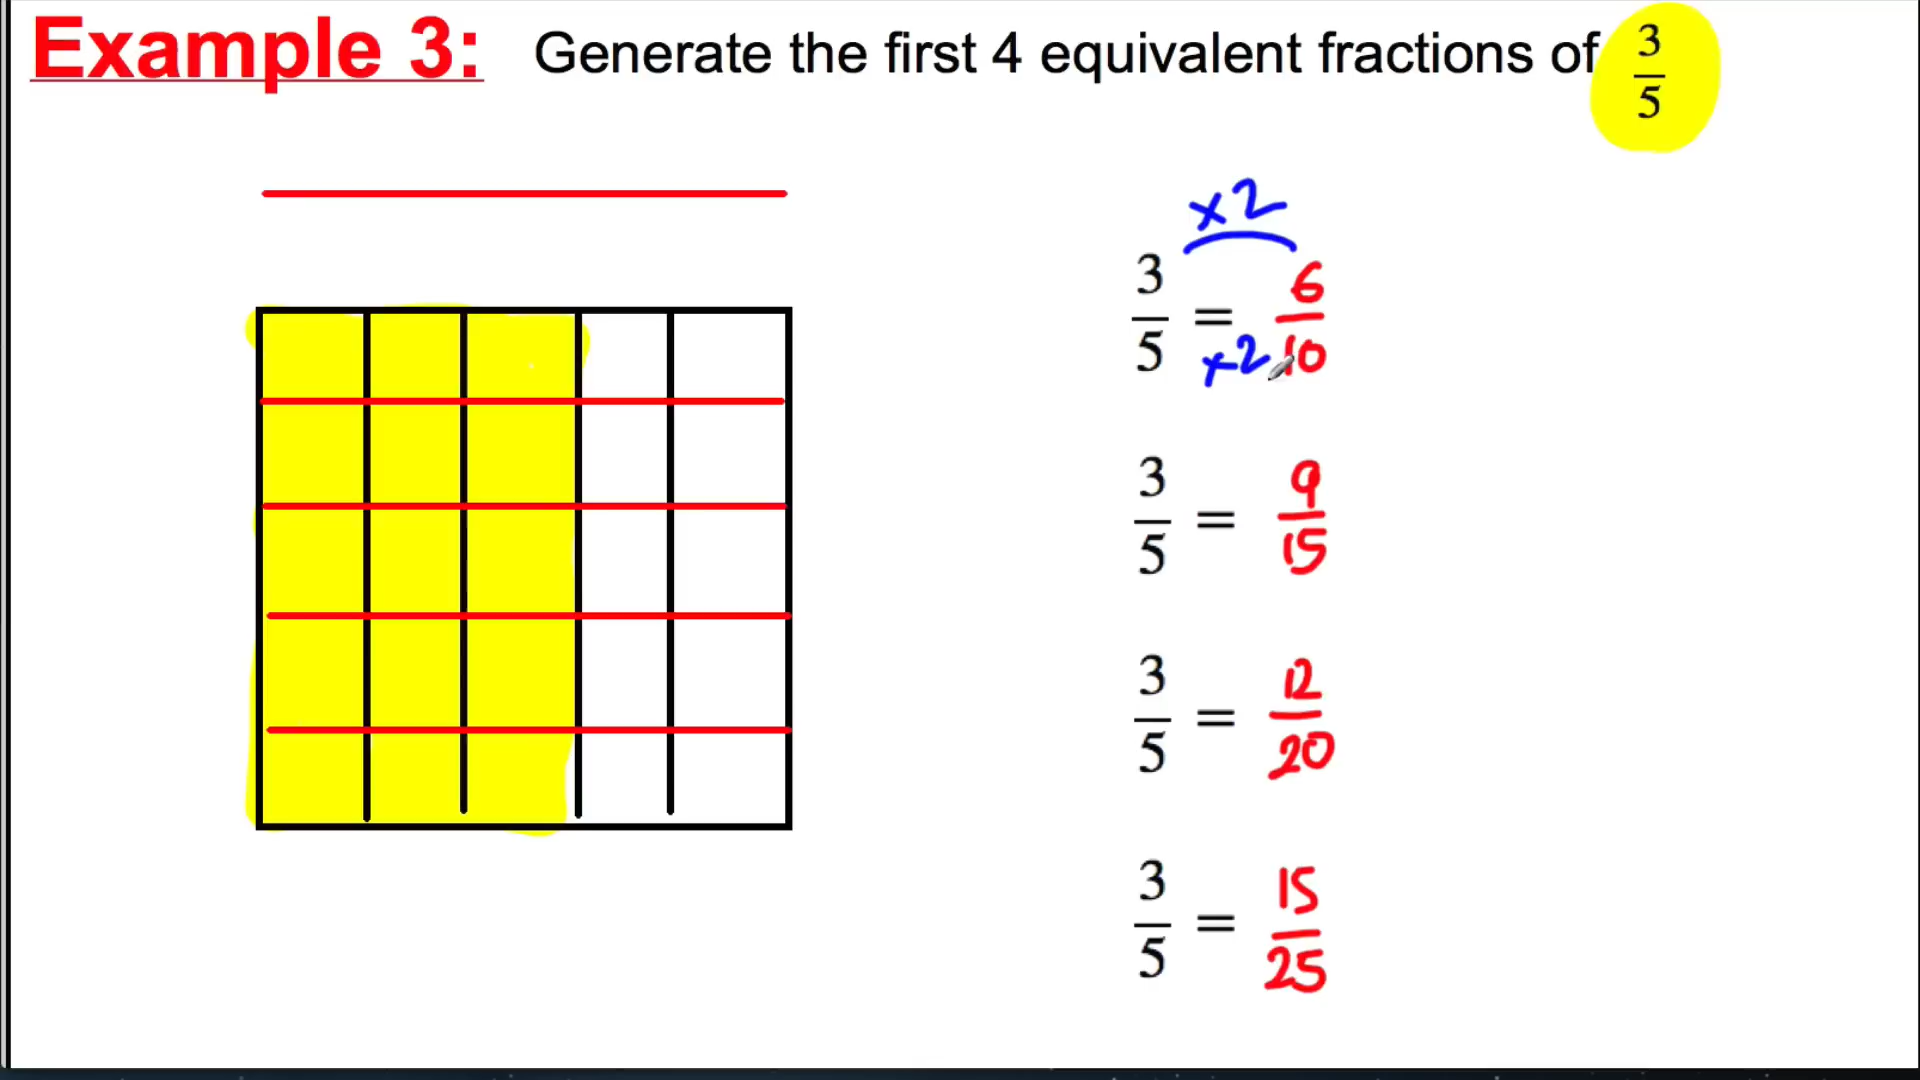 Example 3: Generate the first 4 equivalent fractions of 3/5
×2
3/5 = 6/10
×2
3/5 = 9/15
3/5 = 12/20
3/5 = 15/25